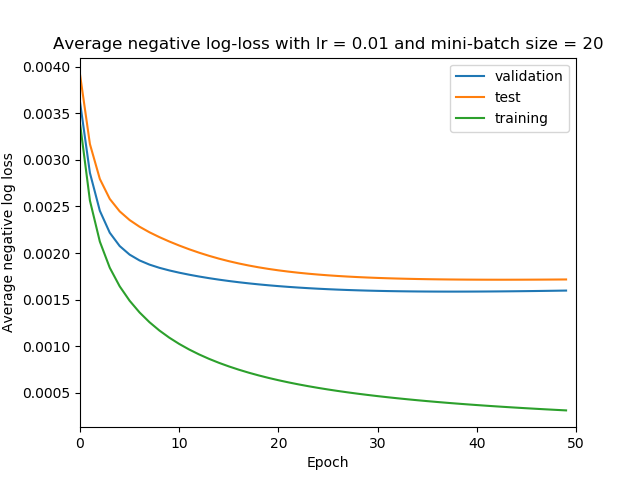 Average negative log-loss with lr = 0.01 and mini-batch size = 20
0.0040
0.0035
0.0030
0.0025
0.0020
0.0015
0.0010
0.0005
Average negative log loss
validation
test
training
0 10 20 30 40 50
Epoch